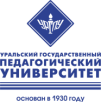 УРАЛЬСКИЙ ГОСУДАРСТВЕННЫЙ
ПЕДАГОГИЧЕСКИЙ
УНИВЕРСИТЕТ
основан в 1930 году